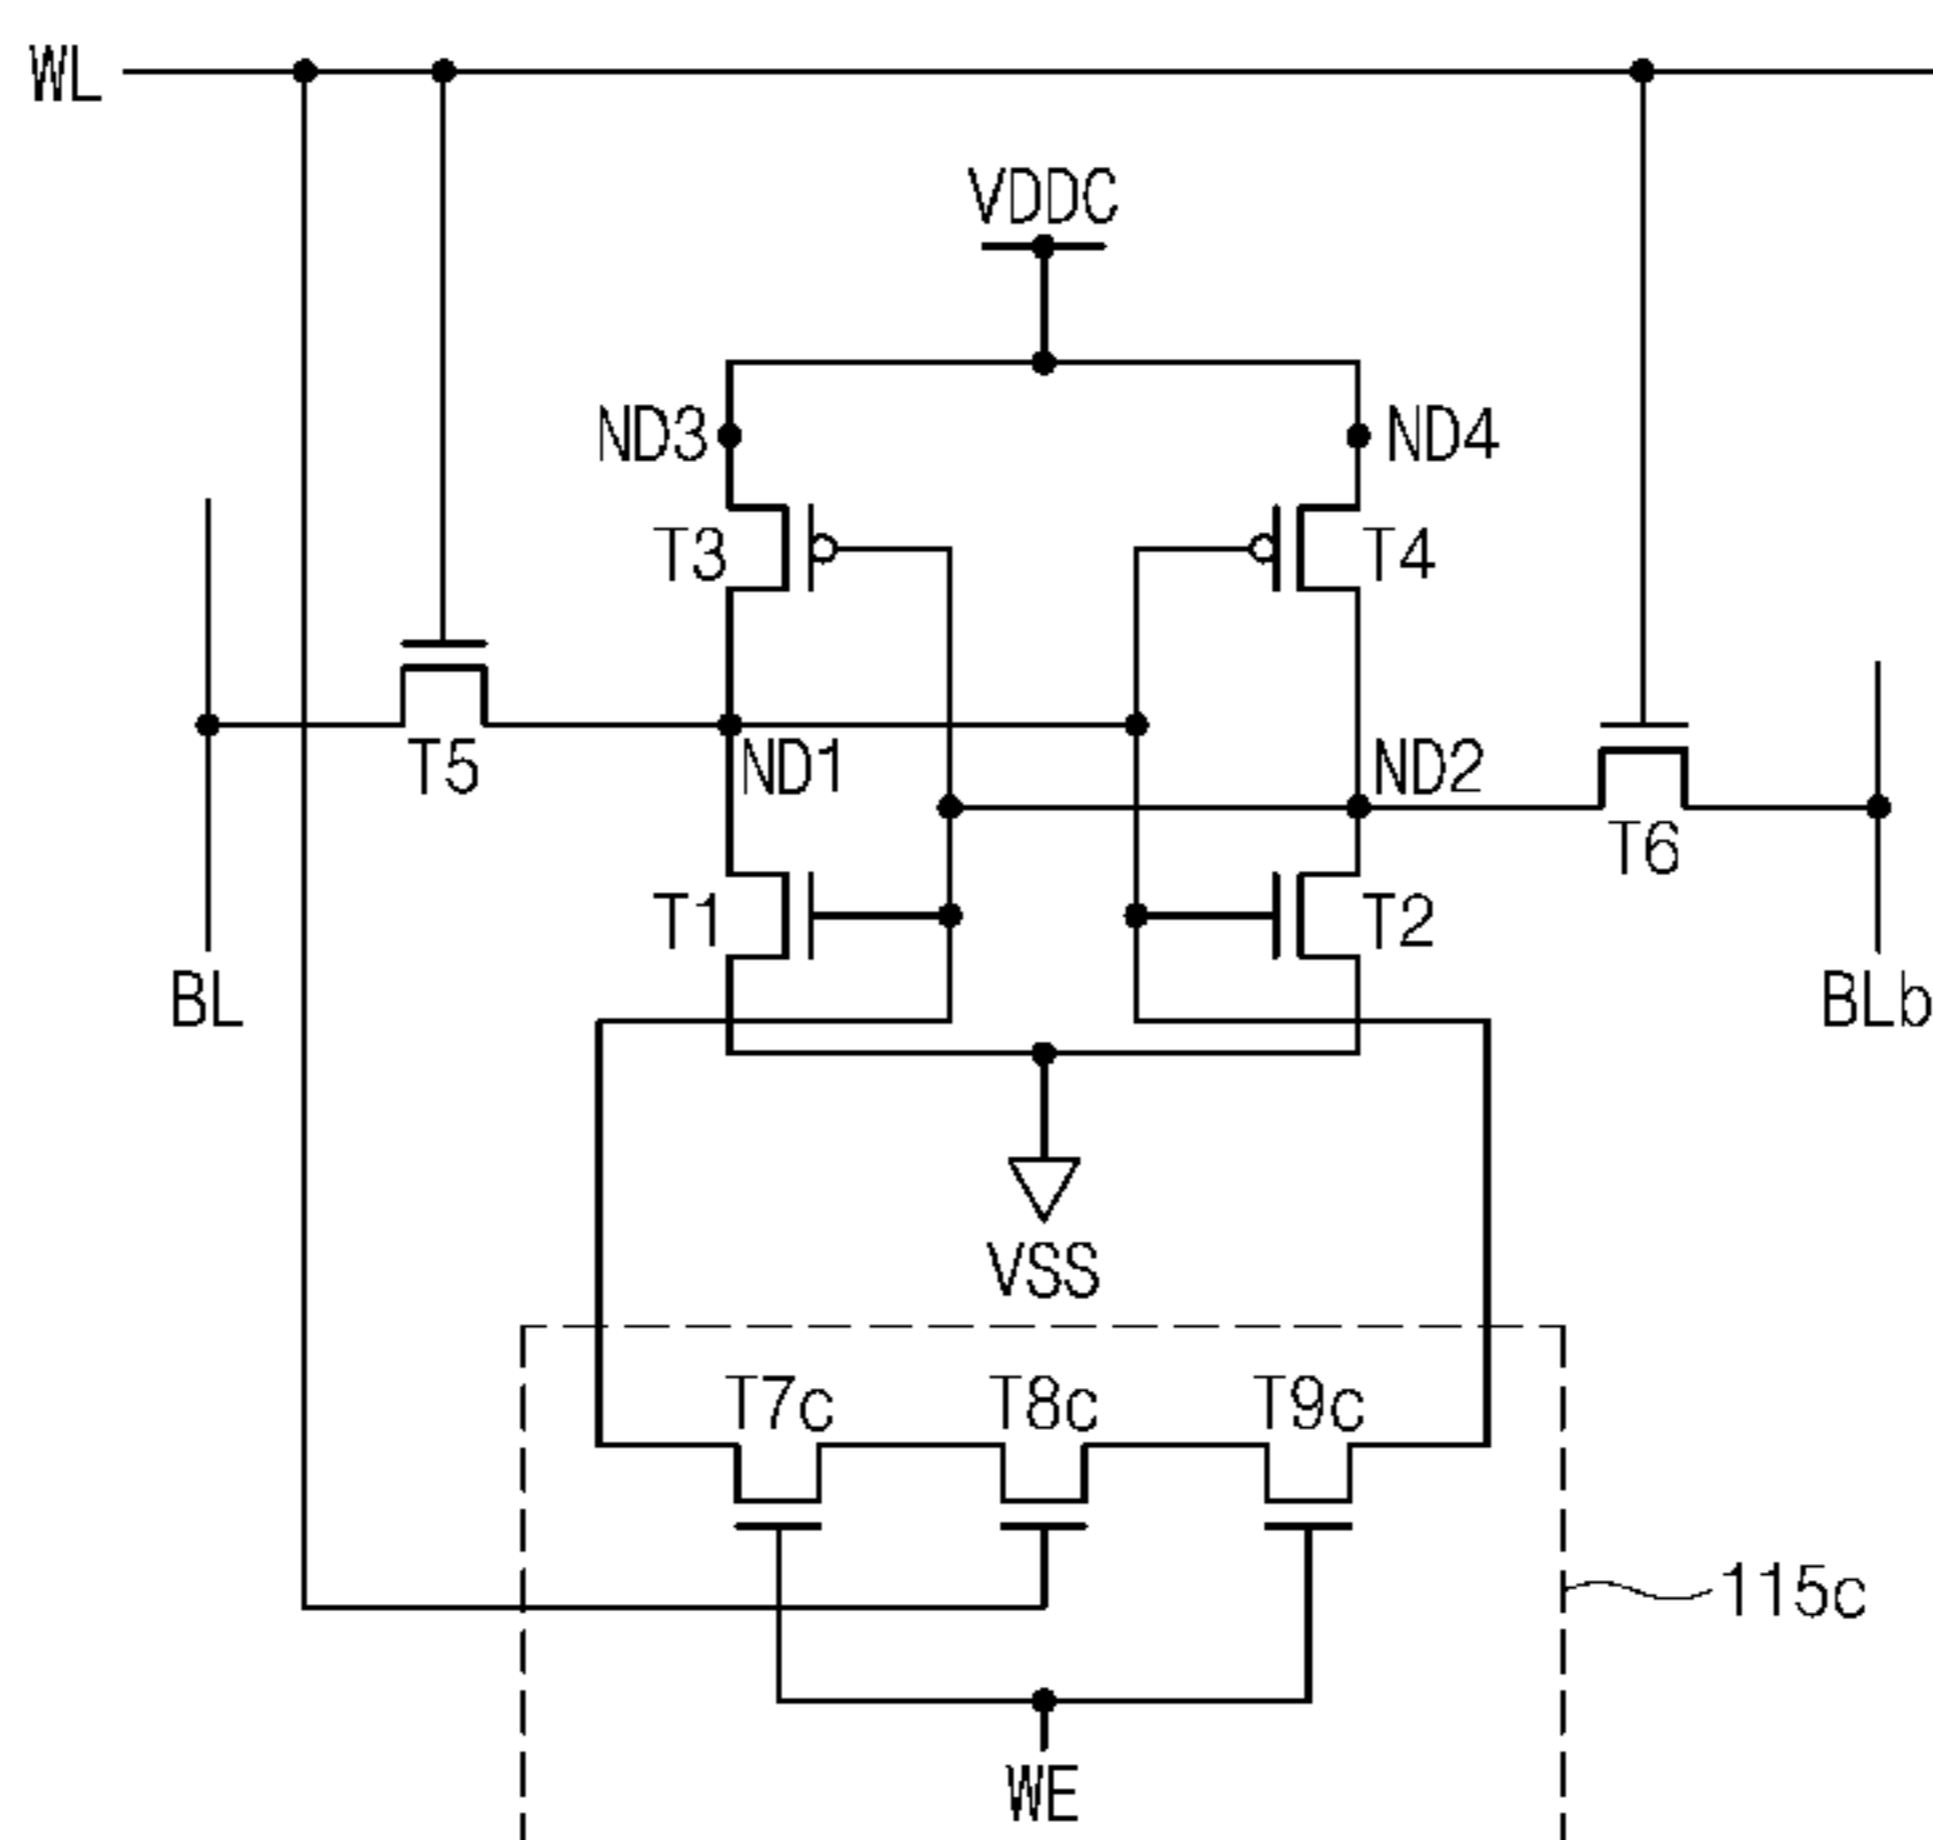 WL
VDDC
ND3
ND4
T3
T4
T5
ND1
ND2
T6
T1
T2
BL
BLb
VSS
T7c
T8c
T9c
115c
WE